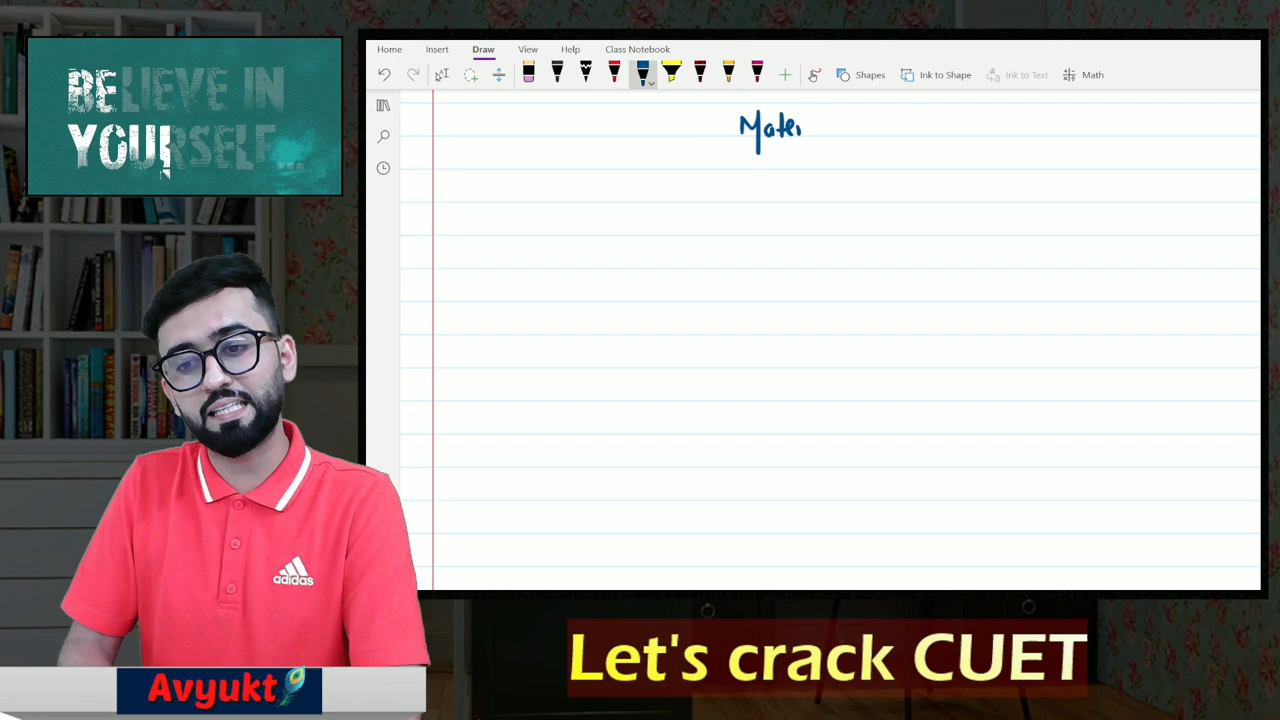 BELIEVE IN
YOURSELF...
Home Insert Draw View Help Class Notebook
Shapes Ink to Shape Ink to Text Math
Mate
adidas
Avyukt
Let's crack CUET